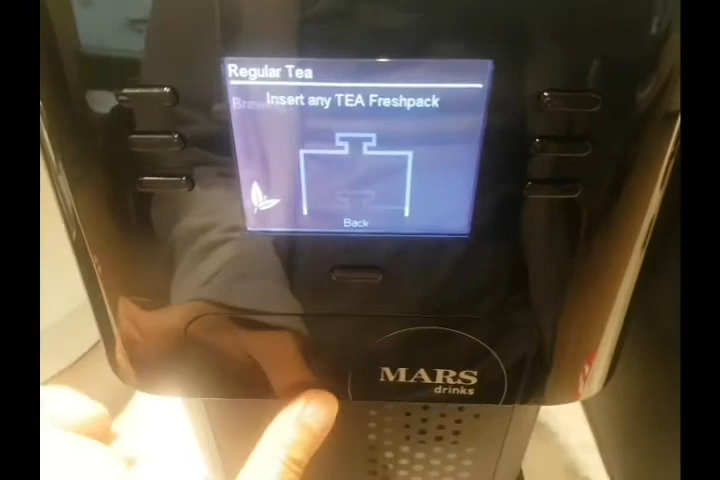 Regular Tea
Insert any TEA Freshpack
Back
MARS
drinks